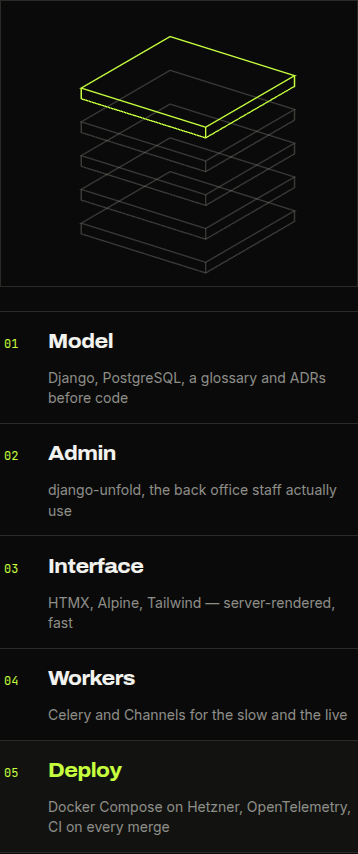 01
Model
Django, PostgreSQL, a glossary and ADRs
before code
02
Admin
django-unfold, the back office staff actually
use
03
Interface
HTMX, Alpine, Tailwind — server-rendered,
fast
04
Workers
Celery and Channels for the slow and the live
05
Deploy
Docker Compose on Hetzner, OpenTelemetry,
CI on every merge